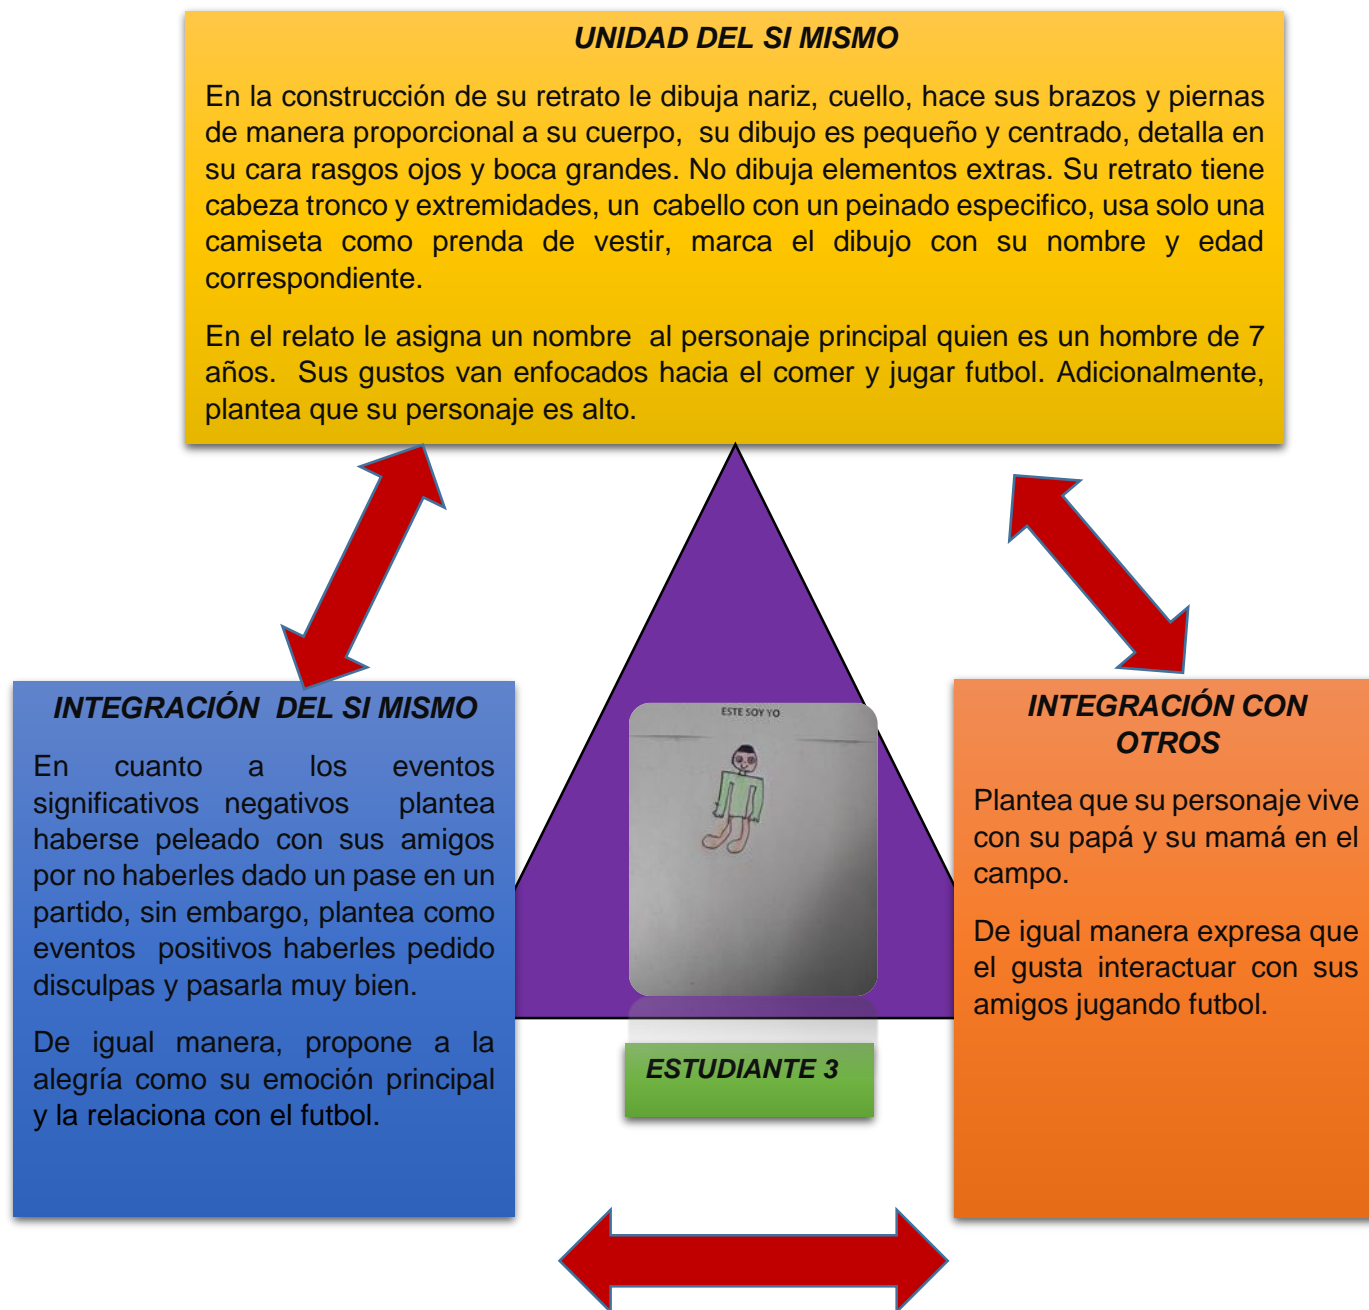 UNIDAD DEL SI MISMO
En la construcción de su retrato le dibuja nariz, cuello, hace sus brazos y piernas
de manera proporcional a su cuerpo, su dibujo es pequeño y centrado, detalla en
su cara rasgos ojos y boca grandes. No dibuja elementos extras. Su retrato tiene
cabeza tronco y extremidades, un cabello con un peinado especifico, usa solo una
camiseta como prenda de vestir, marca el dibujo con su nombre y edad
correspondiente.
En el relato le asigna un nombre al personaje principal quien es un hombre de 7
años. Sus gustos van enfocados hacia el comer y jugar futbol. Adicionalmente,
plantea que su personaje es alto.
INTEGRACIÓN DEL SI MISMO
En cuanto a los eventos
significativos negativos plantea
haberse peleado con sus amigos
por no haberles dado un pase en un
partido, sin embargo, plantea como
eventos positivos haberles pedido
disculpas y pasarla muy bien.
De igual manera, propone a la
alegría como su emoción principal
y la relaciona con el futbol.
ESTE SOY YO
ESTUDIANTE 3
INTEGRACIÓN CON
OTROS
Plantea que su personaje vive
con su papá y su mamá en el
campo.
De igual manera expresa que
el gusta interactuar con sus
amigos jugando futbol.